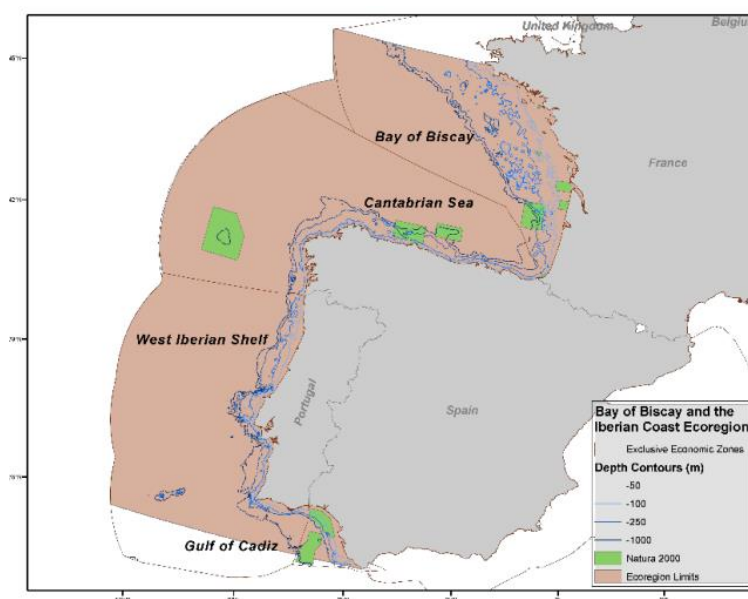 United Kingdom
Belgiu
Bay of Biscay
France
Cantabrian Sea
West Iberian Shelf
Portugal
Spain
Gulf of Cadiz
Bay of Biscay and the
Iberian Coast Ecoregion
Exclusive Economic Zones
Depth Contours (m)
-50
-100
-250
-1000
Natura 2000
Ecoregion Limits